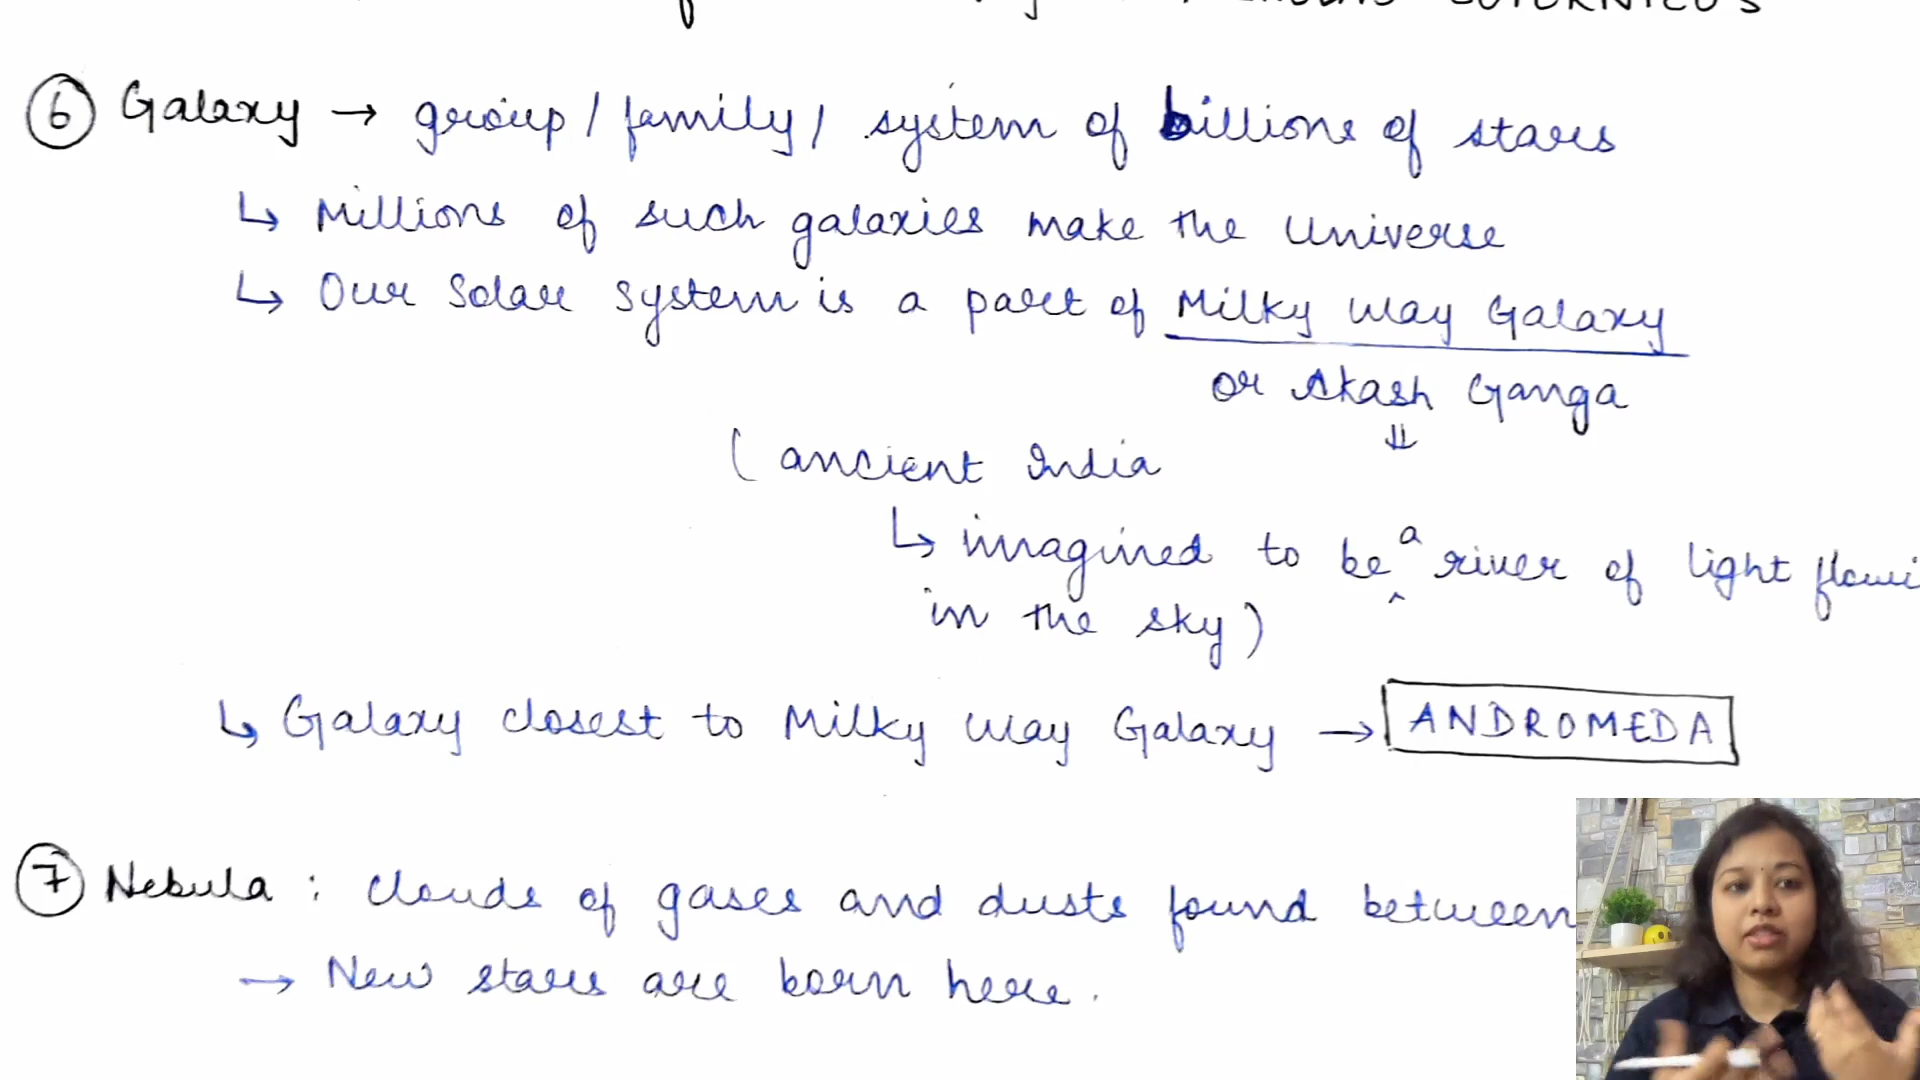 COPERNICUS
6 Galaxy → group / family / system of billions of stars
↳ Millions of such galaxies make the Universe
↳ Our Solar System is a part of Milky Way Galaxy
or Akash Ganga
⇓
( ancient India
↳ imagined to be a river of light flowi
in the sky )
↳ Galaxy closest to Milky Way Galaxy → ANDROMEDA
7 Nebula : Clouds of gases and dusts found between
→ New stars are born here.